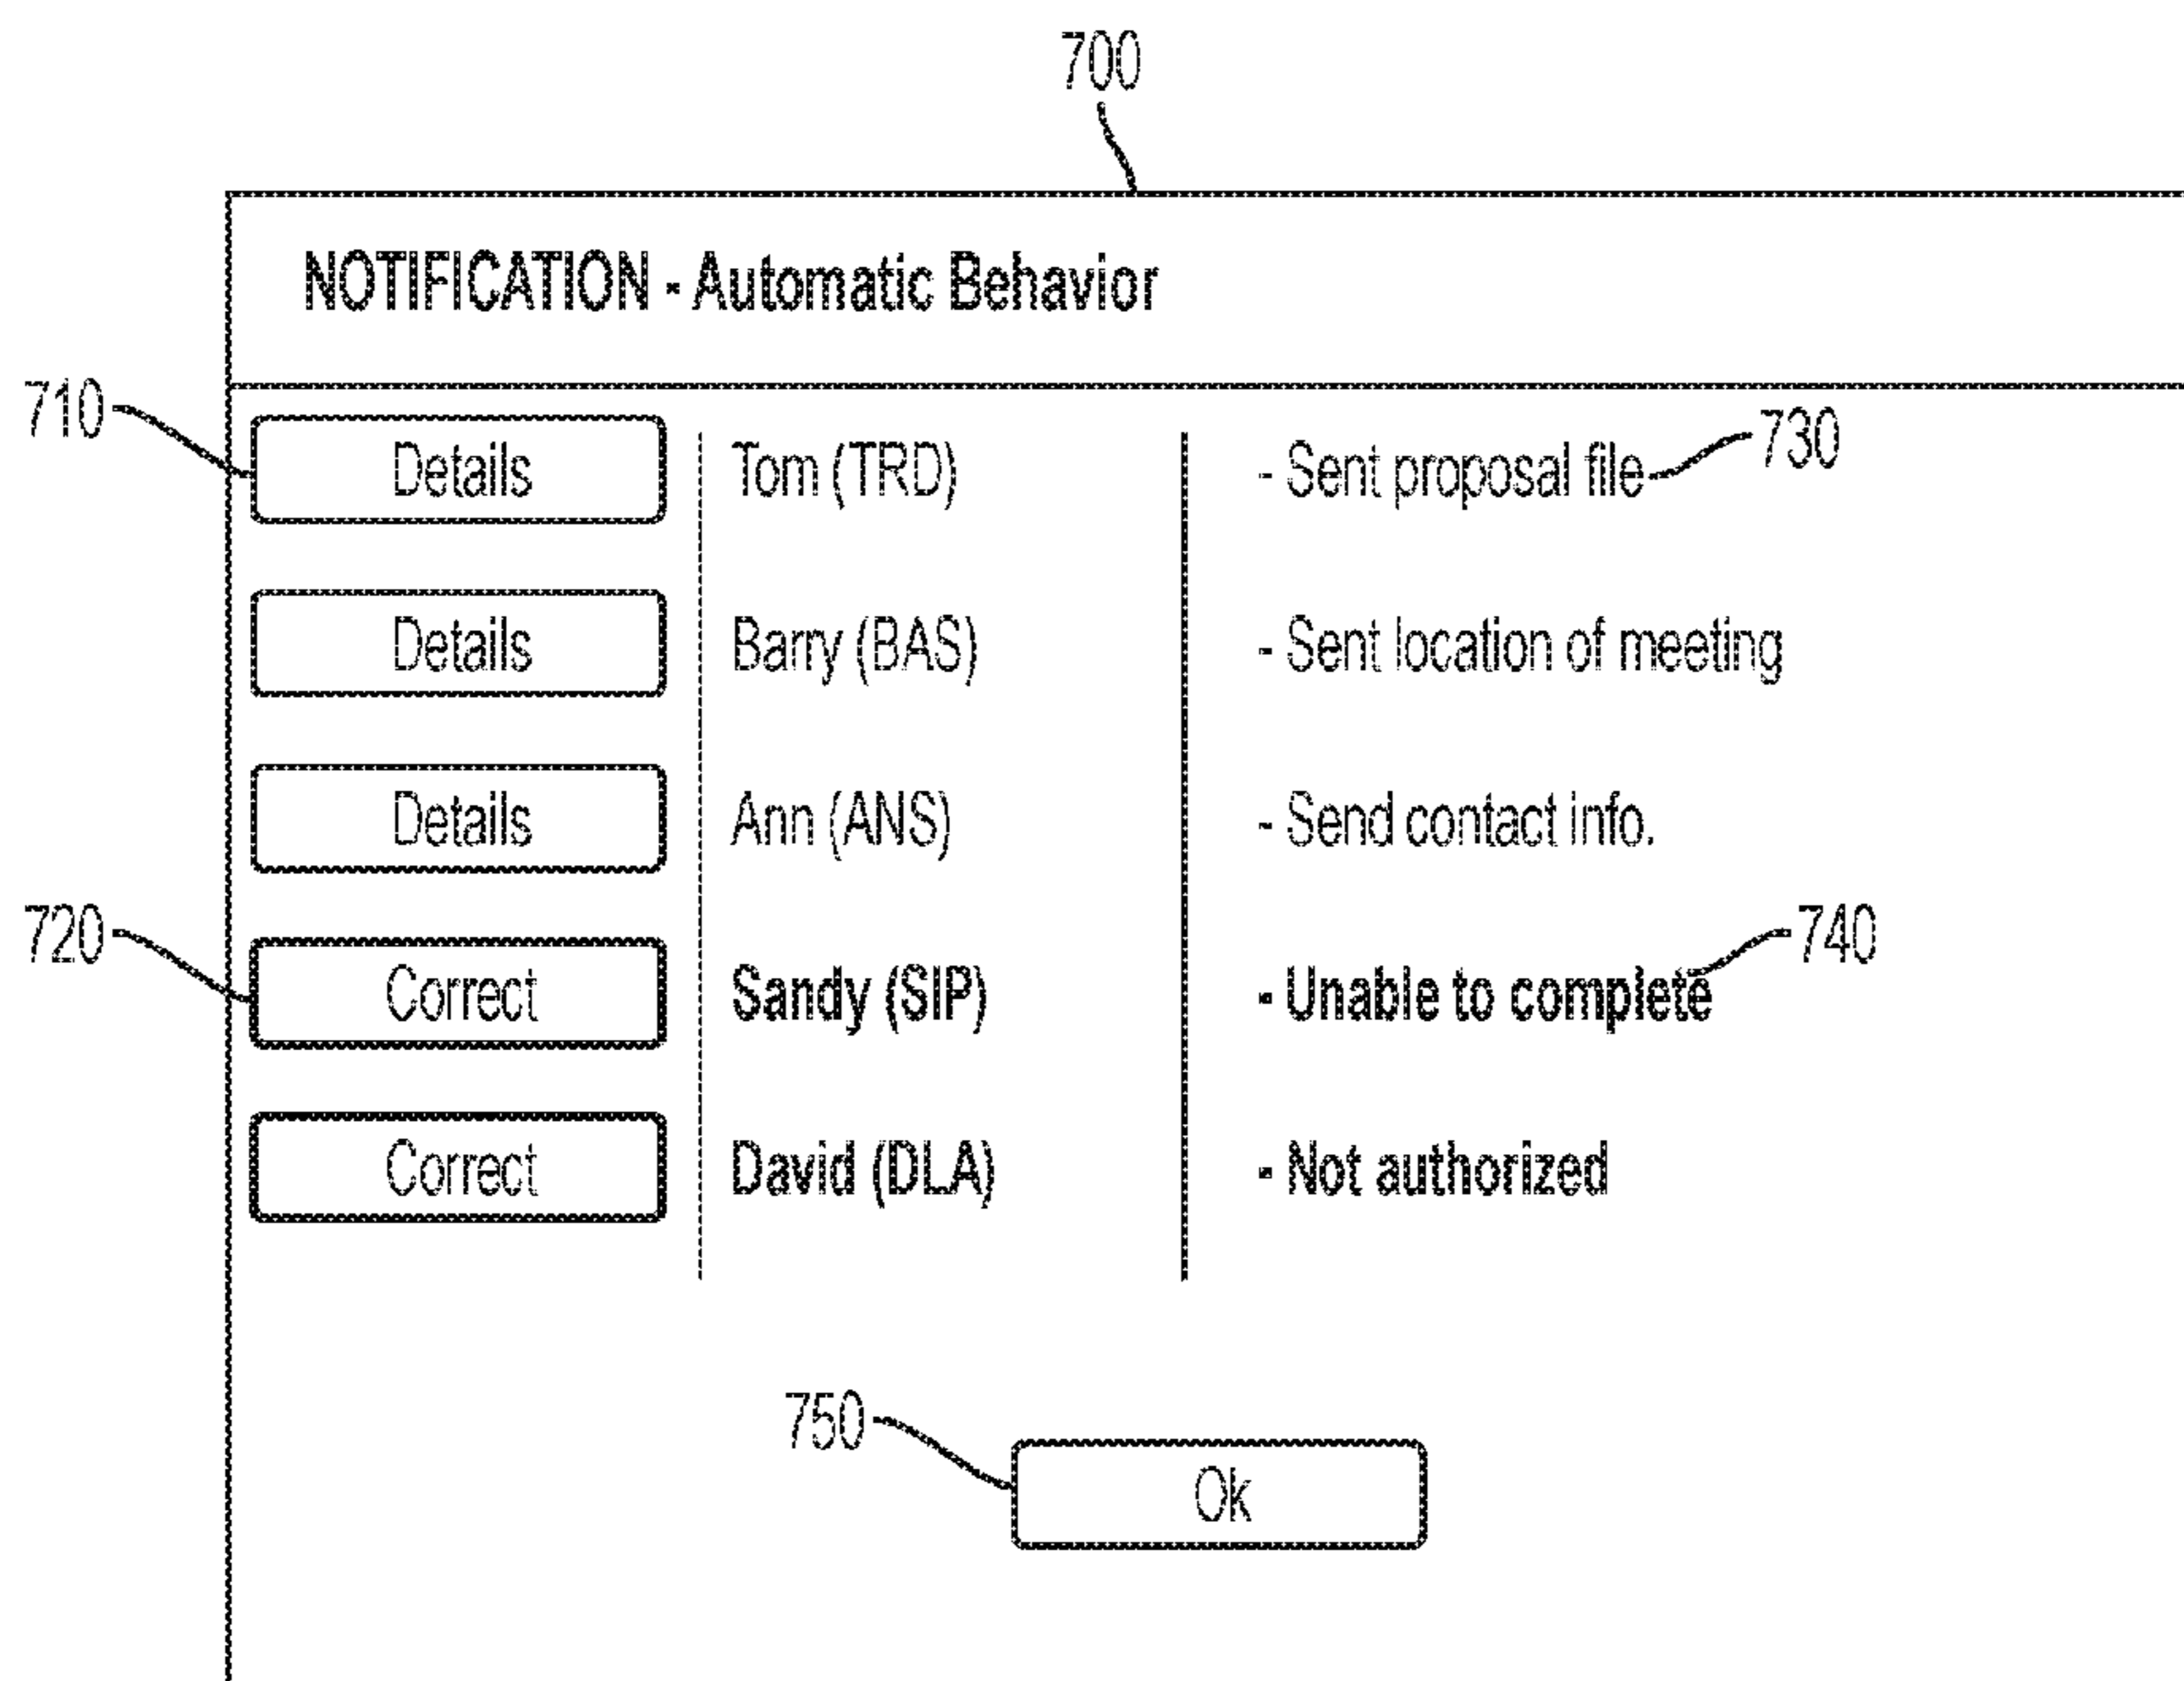 700
NOTIFICATION - Automatic Behavior
710
Details Tom (TRD) - Sent proposal file 730
Details Barry (BAS) - Sent location of meeting
Details Ann (ANS) - Send contact info.
720 740
Correct Sandy (SIP) - Unable to complete
Correct David (DLA) - Not authorized
750
Ok